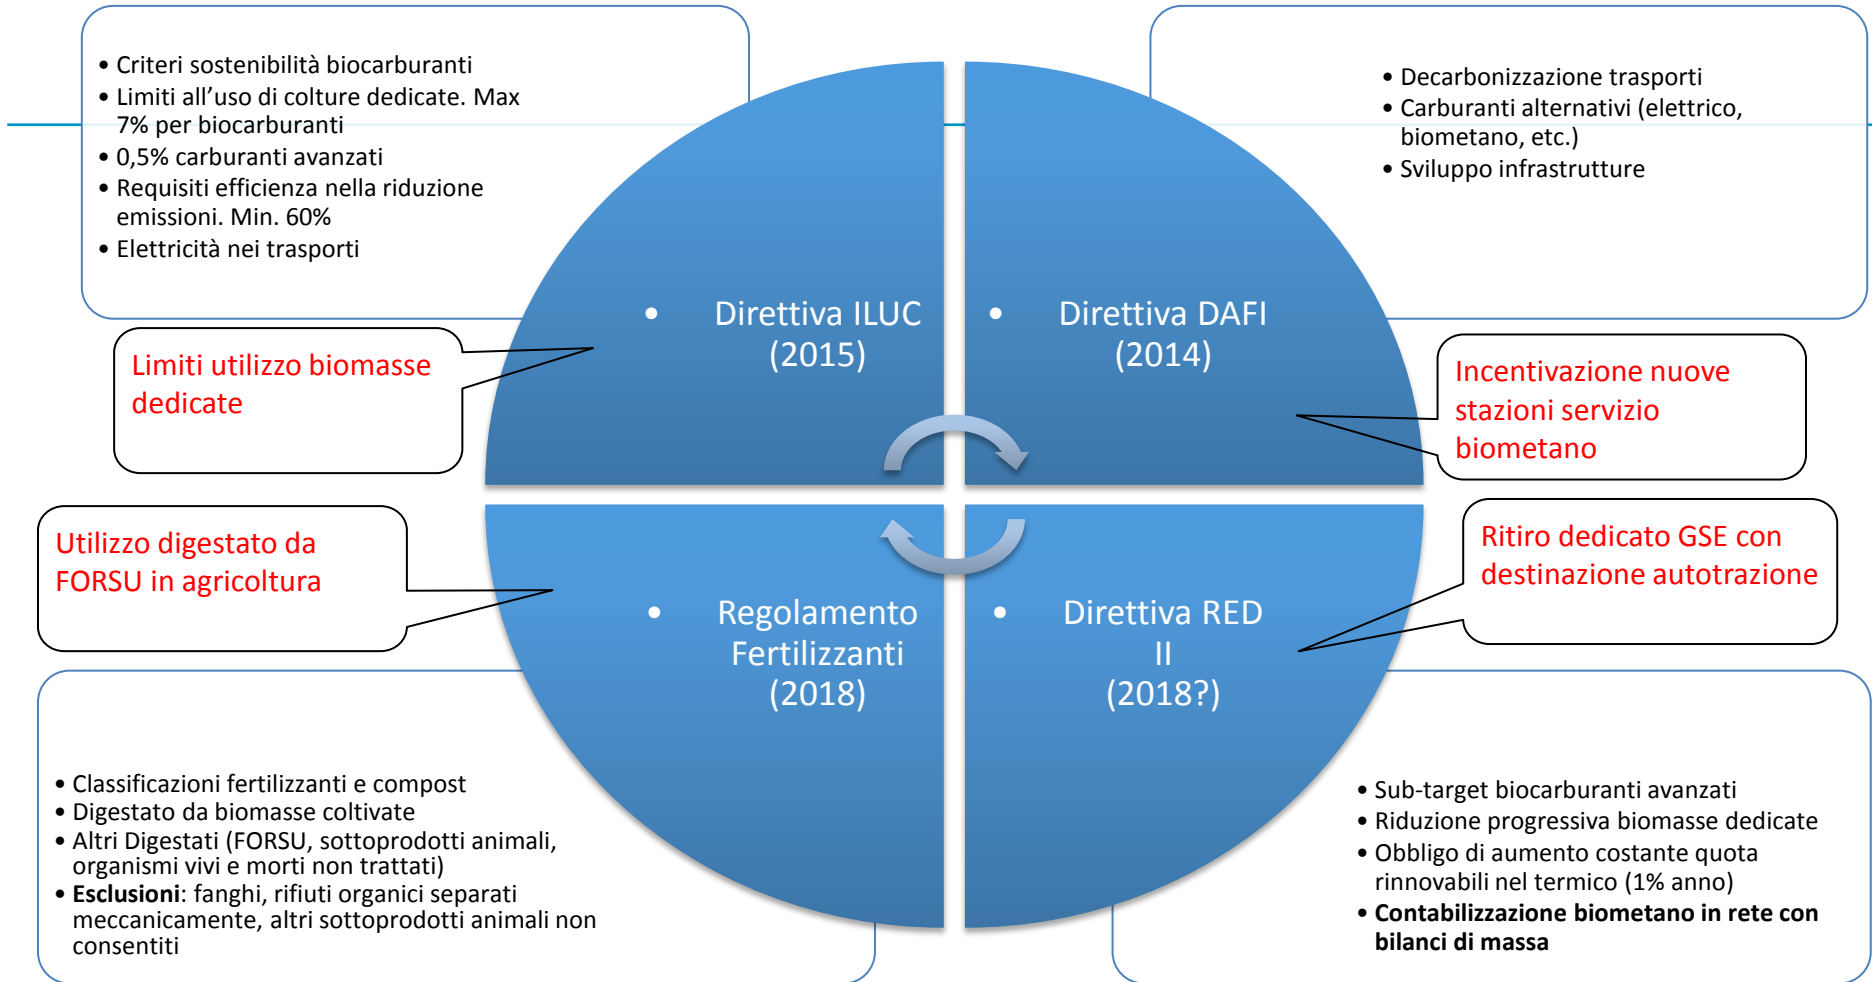 • Criteri sostenibilità biocarburanti
• Limiti all’uso di colture dedicate. Max
7% per biocarburanti
• 0,5% carburanti avanzati
• Requisiti efficienza nella riduzione
emissioni. Min. 60%
• Elettricità nei trasporti
• Decarbonizzazione trasporti
• Carburanti alternativi (elettrico,
biometano, etc.)
• Sviluppo infrastrutture
• Direttiva ILUC
(2015)
• Direttiva DAFI
(2014)
Limiti utilizzo biomasse
dedicate
Incentivazione nuove
stazioni servizio
biometano
Utilizzo digestato da
FORSU in agricoltura
Ritiro dedicato GSE con
destinazione autotrazione
• Regolamento
Fertilizzanti
(2018)
• Direttiva RED
II
(2018?)
• Classificazioni fertilizzanti e compost
• Digestato da biomasse coltivate
• Altri Digestati (FORSU, sottoprodotti animali,
organismi vivi e morti non trattati)
• Esclusioni: fanghi, rifiuti organici separati
meccanicamente, altri sottoprodotti animali non
consentiti
• Sub-target biocarburanti avanzati
• Riduzione progressiva biomasse dedicate
• Obbligo di aumento costante quota
rinnovabili nel termico (1% anno)
• Contabilizzazione biometano in rete con
bilanci di massa